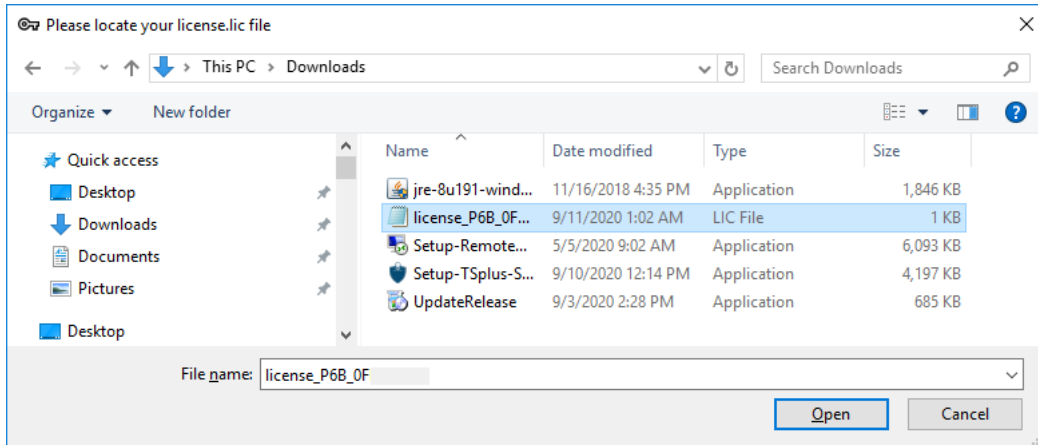 Please locate your license.lic file
This PC > Downloads
Search Downloads
Organize
New folder
?
Quick access
Desktop
Downloads
Documents
Pictures
Desktop
Name Date modified Type Size
jre-8u191-wind... 11/16/2018 4:35 PM Application 1,846 KB
license_P6B_0F... 9/11/2020 1:02 AM LIC File 1 KB
Setup-Remote... 5/5/2020 9:02 AM Application 6,093 KB
Setup-TSplus-S... 9/10/2020 12:14 PM Application 4,197 KB
UpdateRelease 9/3/2020 2:28 PM Application 685 KB
File name: license_P6B_0F
Open Cancel